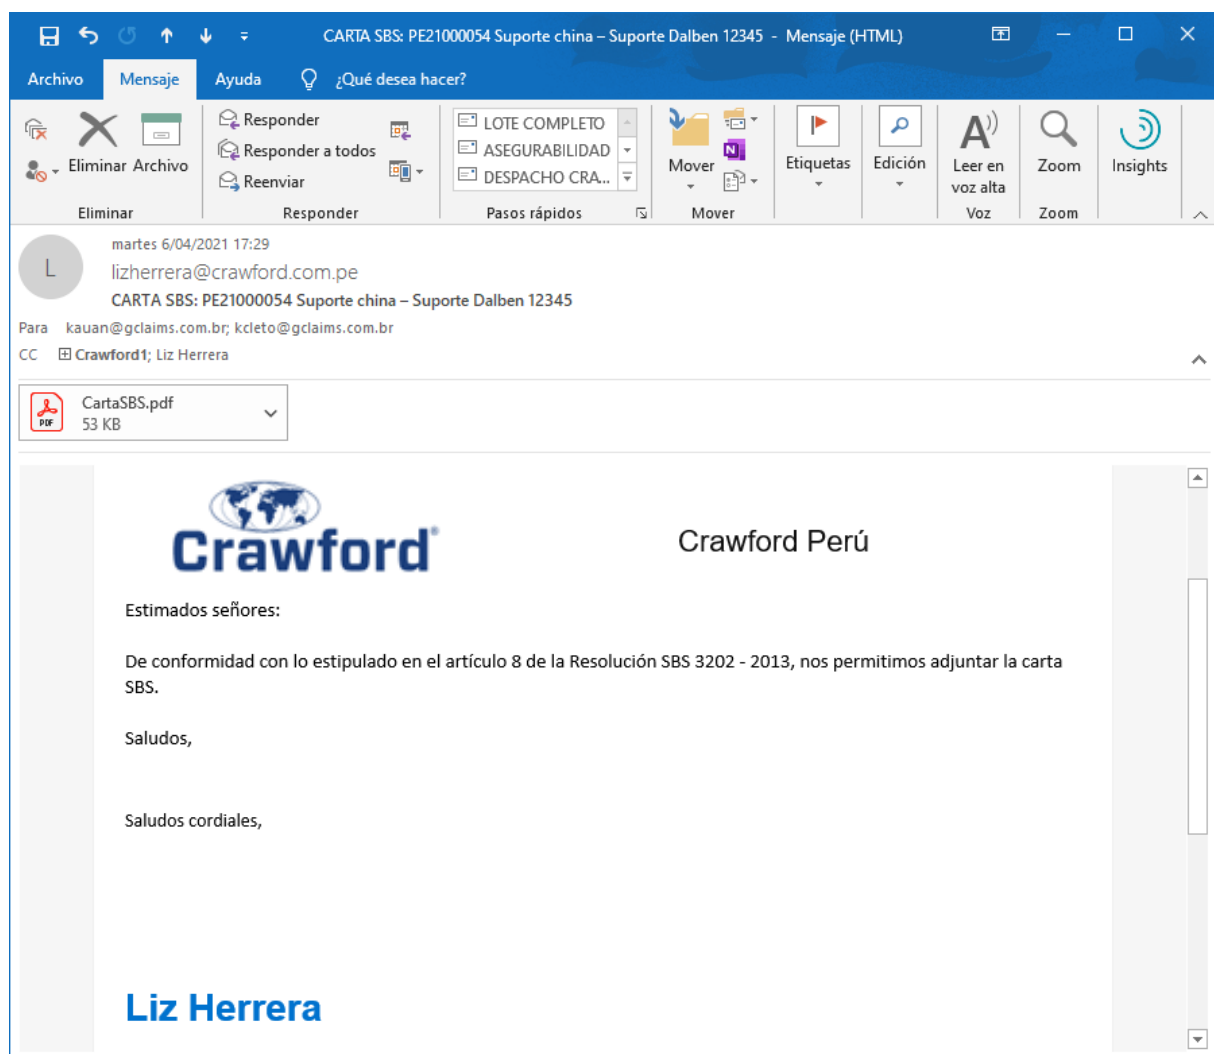 CARTA SBS: PE21000054 Suporte china – Suporte Dalben 12345 - Mensaje (HTML)
Archivo Mensaje Ayuda ¿Qué desea hacer?
Eliminar Archivo
Eliminar
Responder
Responder a todos
Reenviar
Responder
LOTE COMPLETO
ASEGURABILIDAD
DESPACHO CRA...
Pasos rápidos
Mover
N
Mover
Etiquetas
Edición
A
Leer en
voz alta
Voz
Zoom
Zoom
Insights
L
martes 6/04/2021 17:29
lizherrera@crawford.com.pe
CARTA SBS: PE21000054 Suporte china – Suporte Dalben 12345
Para kauan@gclaims.com.br; kcleto@gclaims.com.br
CC Crawford1; Liz Herrera
PDF
CartaSBS.pdf
53 KB
Crawford®
Crawford Perú
Estimados señores:
De conformidad con lo estipulado en el artículo 8 de la Resolución SBS 3202 - 2013, nos permitimos adjuntar la carta
SBS.
Saludos,
Saludos cordiales,
Liz Herrera